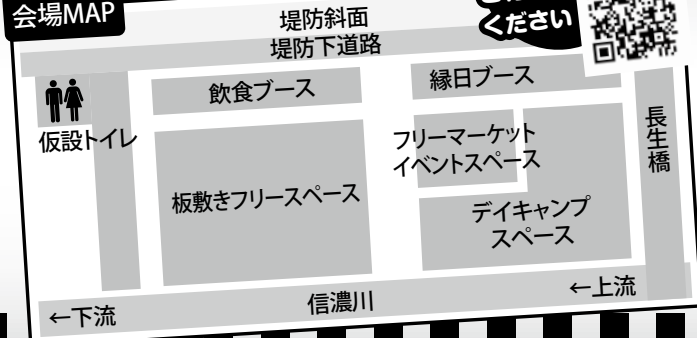 会場MAP
堤防斜面
ください
堤防下道路
飲食ブース
縁日ブース
仮設トイレ
フリーマーケット
イベントスペース
長生橋
板敷きフリースペース
デイキャンプ
スペース
←下流
信濃川
←上流